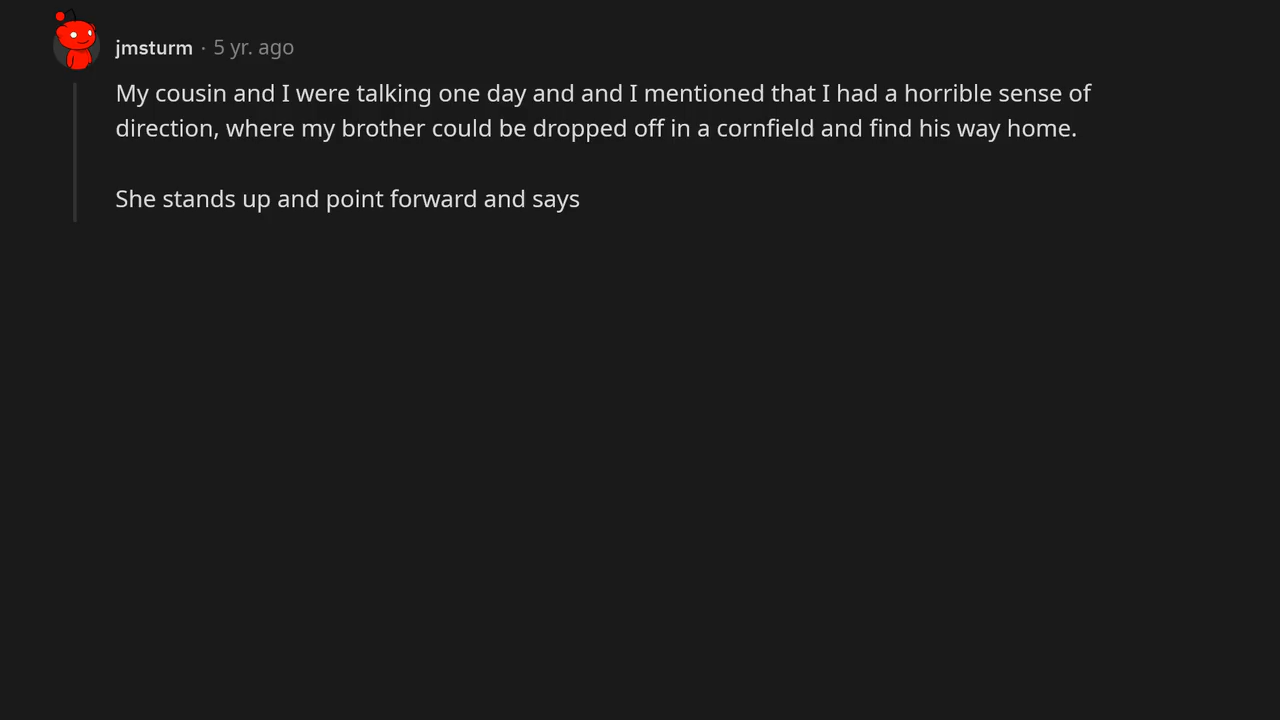 jmsturm · 5 yr. ago
My cousin and I were talking one day and and I mentioned that I had a horrible sense of
direction, where my brother could be dropped off in a cornfield and find his way home.
She stands up and point forward and says